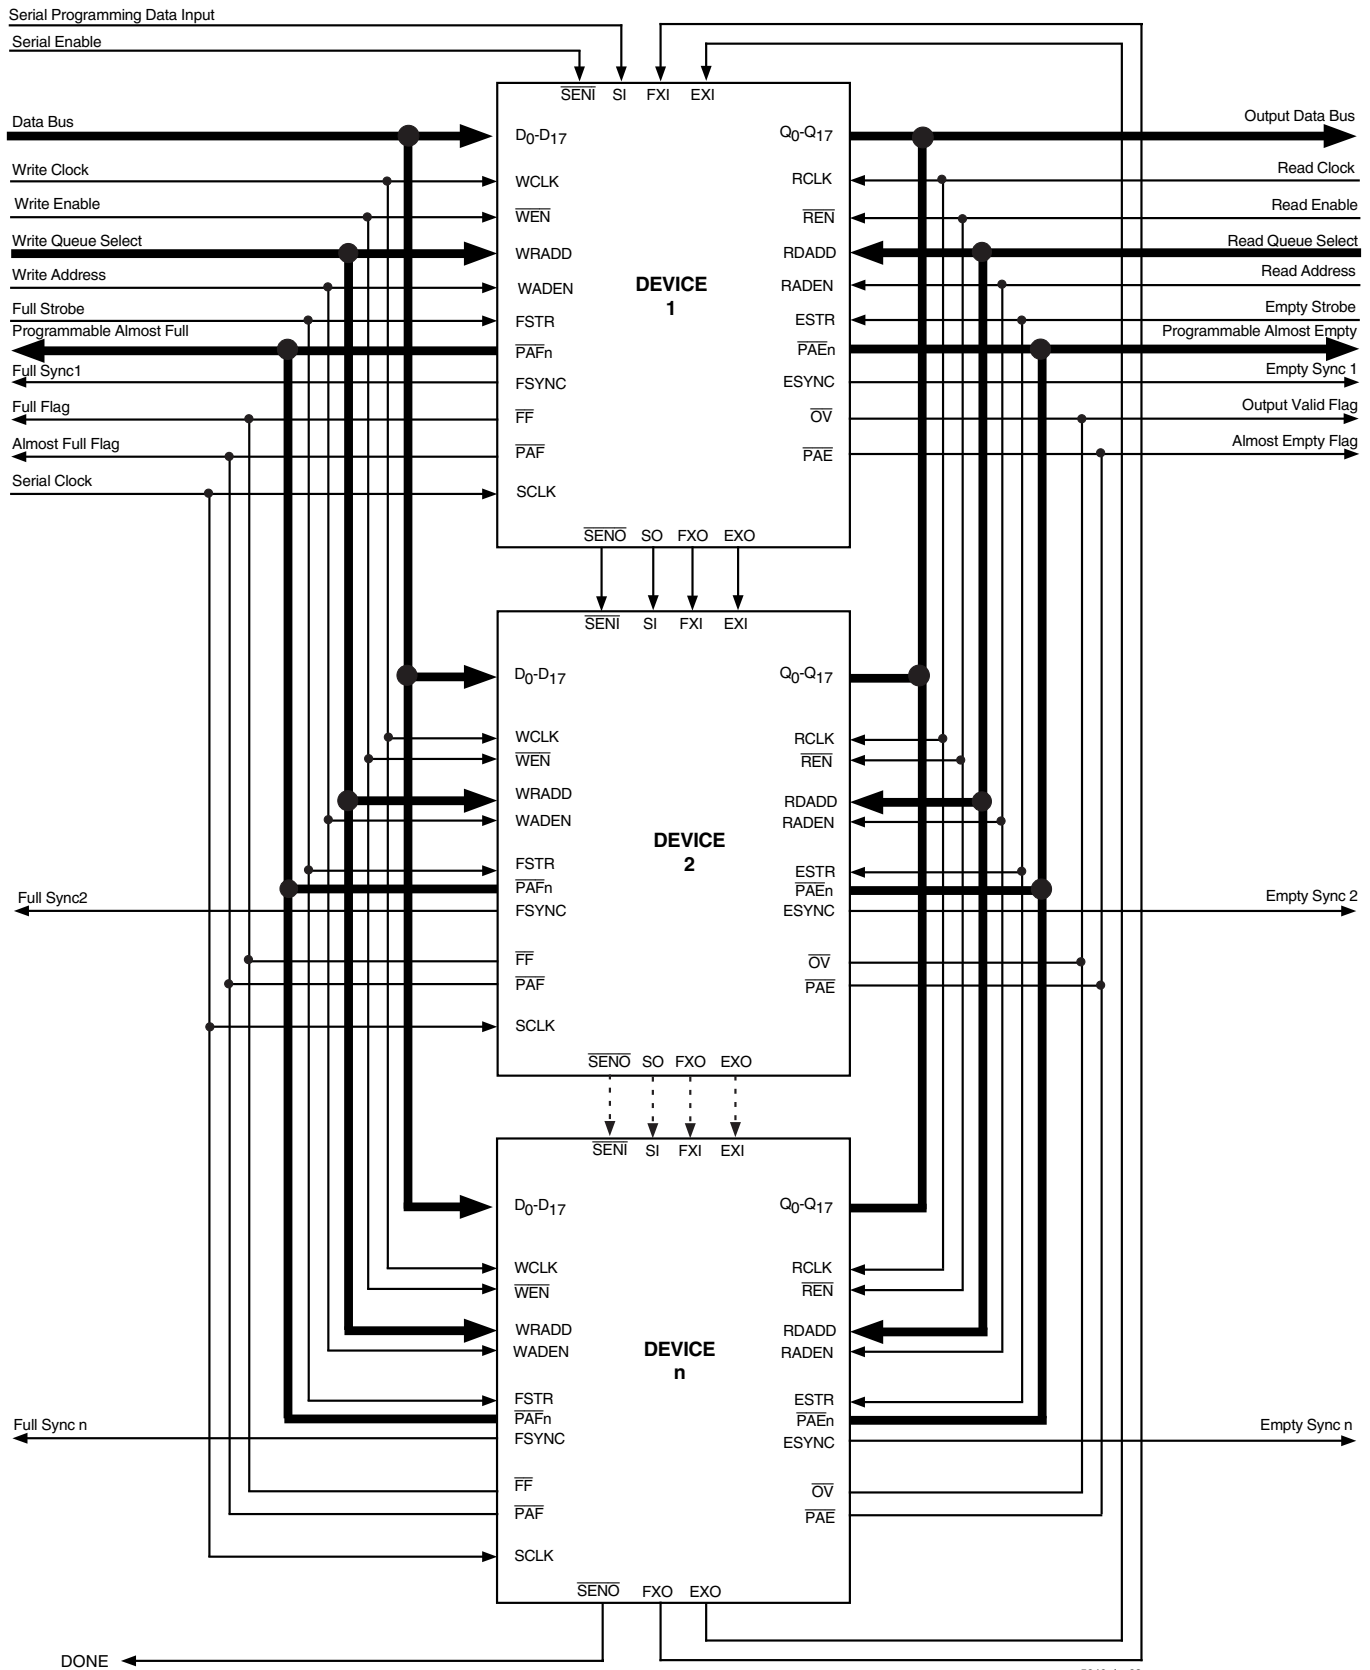 Serial Programming Data Input
Serial Enable
SENI SI FXI EXI
Data Bus D0-D17 Q0-Q17 Output Data Bus
Write Clock WCLK RCLK Read Clock
Write Enable WEN REN Read Enable
Write Queue Select WRADD RDADD Read Queue Select
Write Address WADEN RADEN Read Address
DEVICE
1
Full Strobe FSTR ESTR Empty Strobe
Programmable Almost Full PAFn PAEn Programmable Almost Empty
Full Sync1 FSYNC ESYNC Empty Sync 1
Full Flag FF OV Output Valid Flag
Almost Full Flag PAF PAE Almost Empty Flag
Serial Clock SCLK
SENO SO FXO EXO
SENI SI FXI EXI
D0-D17 Q0-Q17
WCLK RCLK
WEN REN
WRADD RDADD
WADEN RADEN
DEVICE
2
FSTR ESTR
PAFn PAEn
Full Sync2 FSYNC ESYNC Empty Sync 2
FF OV
PAF PAE
SCLK
SENO SO FXO EXO
SENI SI FXI EXI
D0-D17 Q0-Q17
WCLK RCLK
WEN REN
WRADD RDADD
WADEN RADEN
DEVICE
n
FSTR ESTR
PAFn PAEn
Full Sync n FSYNC ESYNC Empty Sync n
FF OV
PAF PAE
SCLK
SENO FXO EXO
DONE